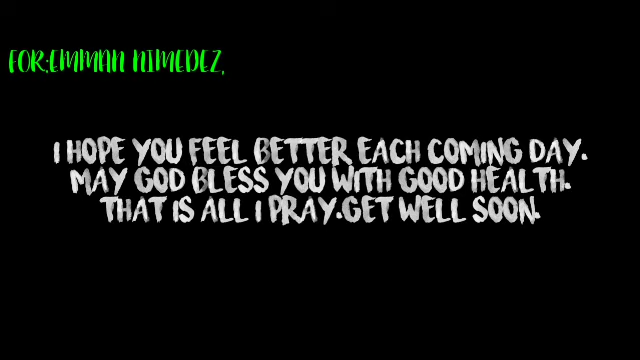 FOR:EMMAN NIMEDEZ,
I HOPE YOU FEEL BETTER EACH COMING DAY.
MAY GOD BLESS YOU WITH GOOD HEALTH.
THAT IS ALL I PRAY.GET WELL SOON.